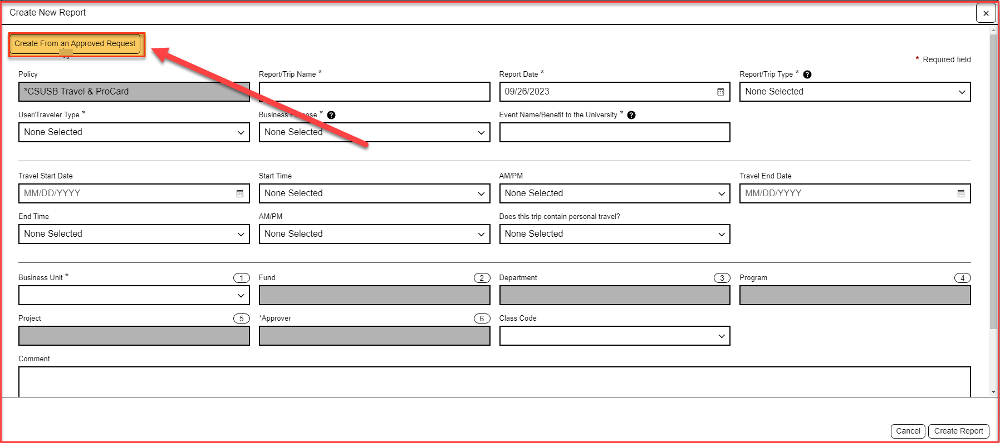 Create New Report
Create From an Approved Request
* Required field
Policy
Report/Trip Name *
Report Date *
Report/Trip Type * ?
*CSUSB Travel & ProCard
09/26/2023
None Selected
User/Traveler Type *
Business * ?
Event Name/Benefit to the University * ?
None Selected
None Selected
Travel Start Date
Start Time
AM/PM
Travel End Date
MM/DD/YYYY
None Selected
None Selected
MM/DD/YYYY
End Time
AM/PM
Does this trip contain personal travel?
None Selected
None Selected
None Selected
Business Unit *
1
Fund
2
Department
3
Program
4
Project
5
*Approver
6
Class Code
Comment
Cancel
Create Report